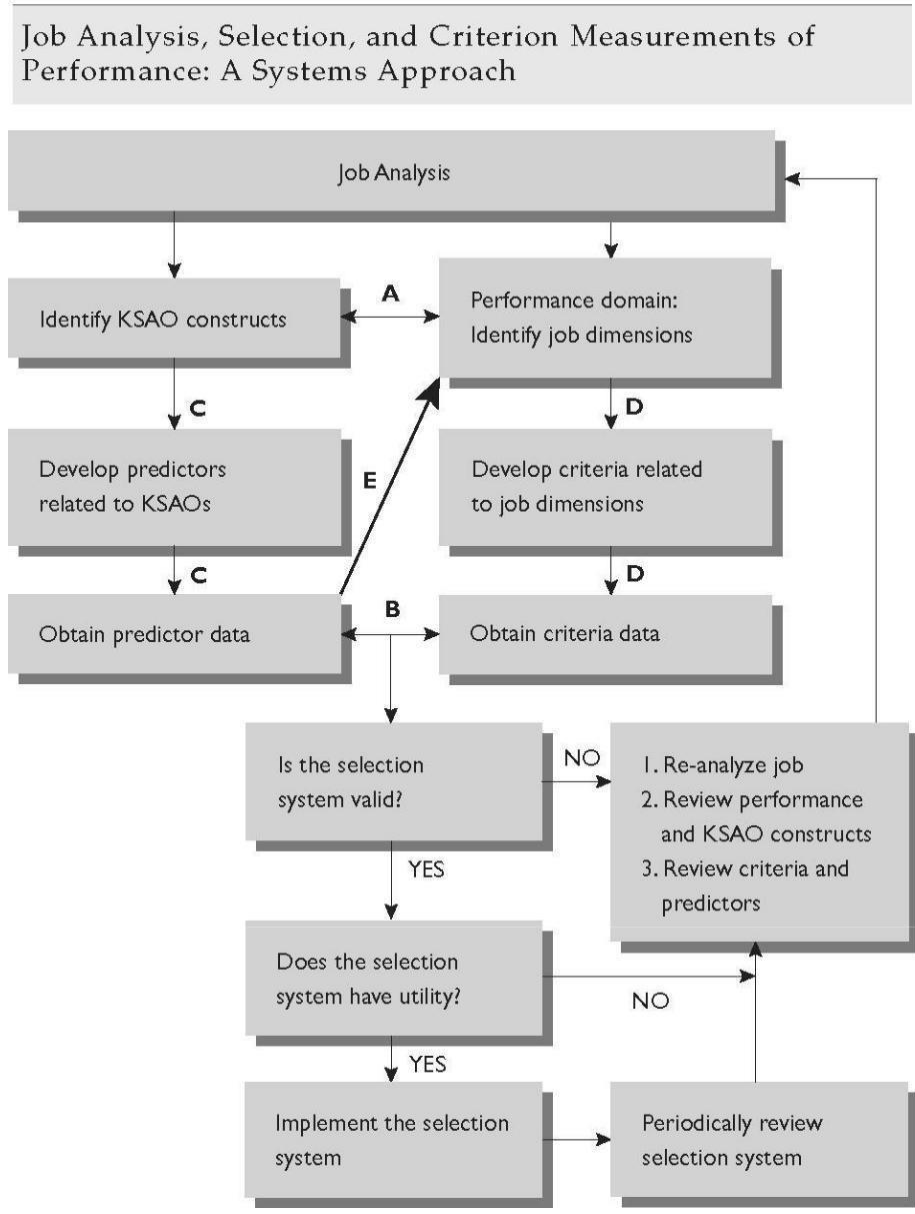 Job Analysis, Selection, and Criterion Measurements of
Performance: A Systems Approach
Job Analysis
Identify KSAO constructs
A
Performance domain:
Identify job dimensions
C
D
Develop predictors
related to KSAOs
E
Develop criteria related
to job dimensions
C
D
Obtain predictor data
B
Obtain criteria data
Is the selection
system valid?
NO
1. Re-analyze job
2. Review performance
and KSAO constructs
3. Review criteria and
predictors
YES
Does the selection
system have utility?
NO
YES
Implement the selection
system
Periodically review
selection system